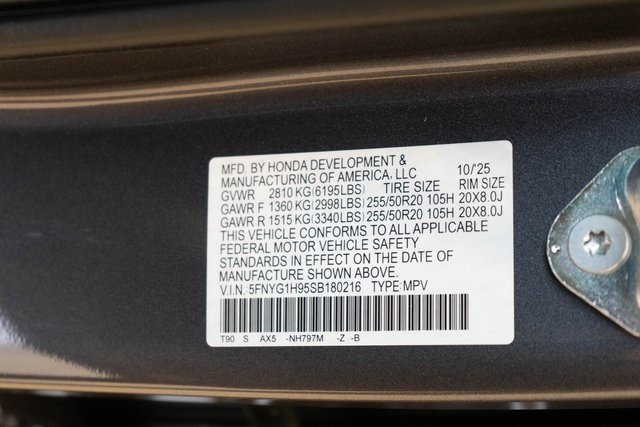 MFD. BY HONDA DEVELOPMENT & 10/'25
MANUFACTURING OF AMERICA, LLC
GVWR 2810 KG (6195LBS) TIRE SIZE RIM SIZE
GAWR F 1360 KG (2998LBS) 255/50R20 105H 20X8.0J
GAWR R 1515 KG (3340LBS) 255/50R20 105H 20X8.0J
THIS VEHICLE CONFORMS TO ALL APPLICABLE
FEDERAL MOTOR VEHICLE SAFETY
STANDARDS IN EFFECT ON THE DATE OF
MANUFACTURE SHOWN ABOVE.
V.I.N.: 5FNYG1H95SB180216 TYPE: MPV
T90 S AX5 -NH797M -Z -B